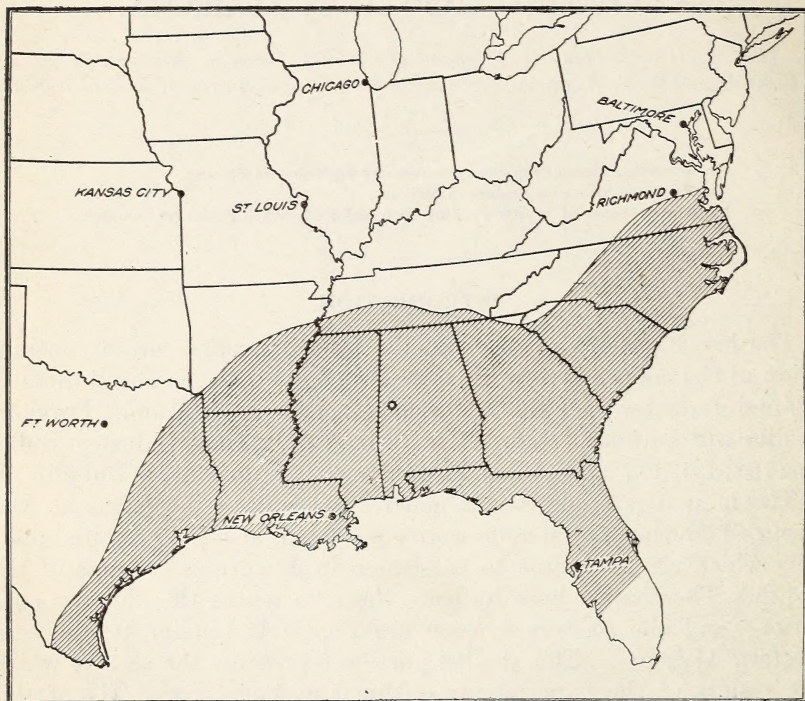 CHICAGO
BALTIMORE
KANSAS CITY
ST. LOUIS
RICHMOND
FT WORTH
NEW ORLEANS
TAMPA